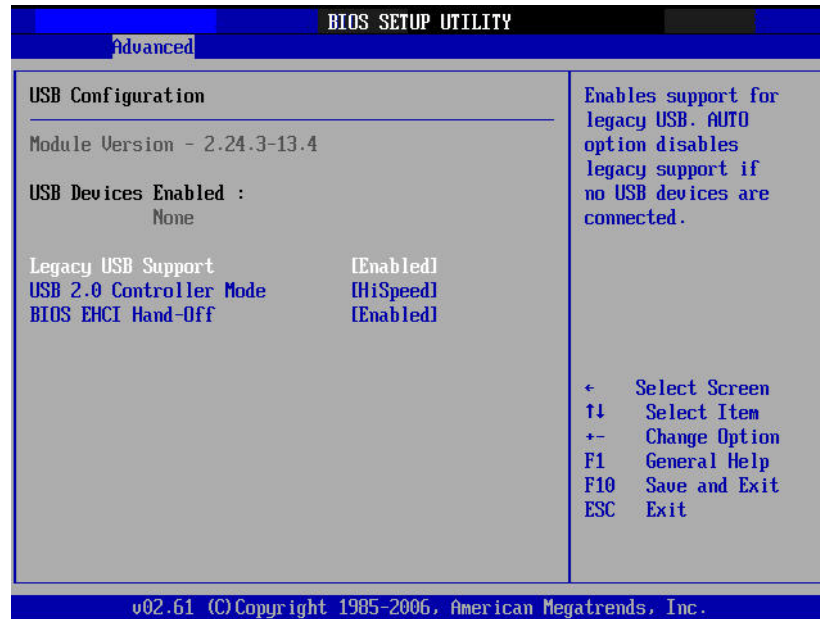 BIOS SETUP UTILITY
Advanced
USB Configuration
Module Version - 2.24.3-13.4
USB Devices Enabled :
None
Legacy USB Support [Enabled]
USB 2.0 Controller Mode [HiSpeed]
BIOS EHCI Hand-Off [Enabled]
Enables support for
legacy USB. AUTO
option disables
legacy support if
no USB devices are
connected.
← Select Screen
↑↓ Select Item
+- Change Option
F1 General Help
F10 Save and Exit
ESC Exit
v02.61 (C)Copyright 1985-2006, American Megatrends, Inc.